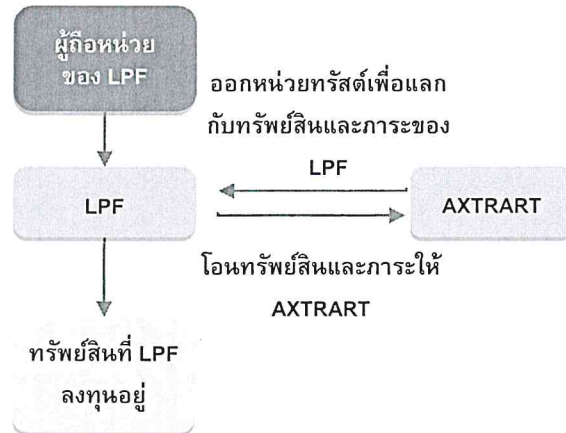 ผู้ถือหน่วย
ของ LPF
ออกหน่วยทรัสต์เพื่อแลก
กับทรัพย์สินและภาระของ
LPF
LPF
AXTRART
โอนทรัพย์สินและภาระให้
AXTRART
ทรัพย์สินที่ LPF
ลงทุนอยู่